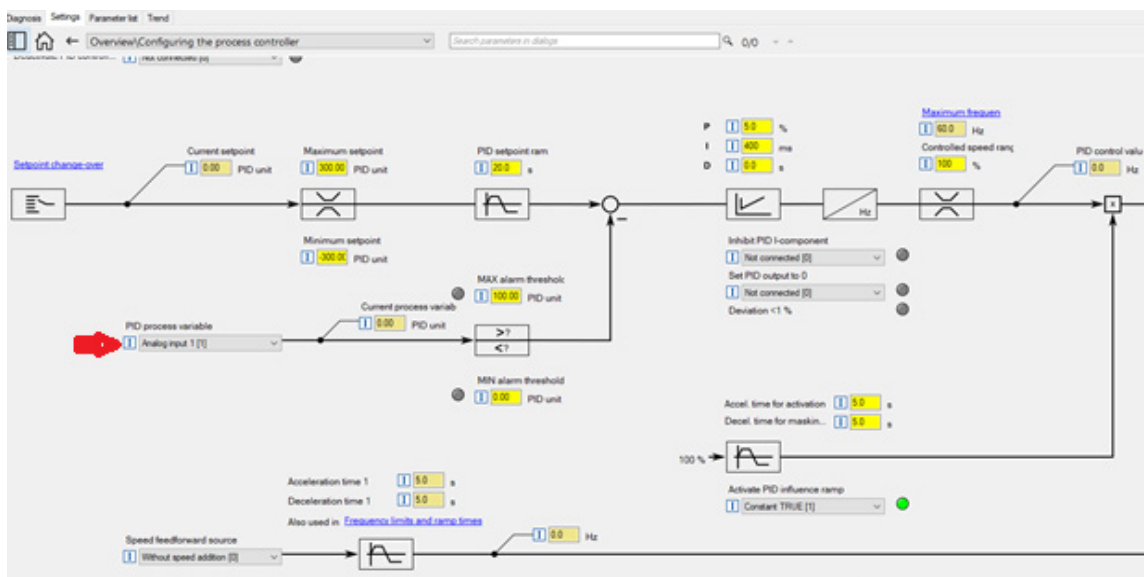 Diagnosis Settings Parameter list Trend
Overview\Configuring the process controller
Search parameters in dialogs
0/0
Not connected [0]
Maximum frequen
P 5.0 %
60.0 Hz
Current setpoint
Maximum setpoint
PID setpoint ram
I 400 ms
Controlled speed rang
PID control valu
Setpoint change-over
0.00 PID unit
300.00 PID unit
20.0 s
D 0.0 s
100 %
0.0 Hz
Hz
x
Minimum setpoint
Inhibit PID I-component
-300.00 PID unit
Not connected [0]
Set PID output to 0
MAX alarm threshold
100.00 PID unit
Not connected [0]
Current process variab
Deviation <1 %
0.00 PID unit
PID process variable
>?
Analog input 1 [1]
<?
MIN alarm threshold
0.00 PID unit
Accel. time for activation 5.0 s
Decel. time for maskin... 5.0 s
100 %
Acceleration time 1 5.0 s
Activate PID influence ramp
Deceleration time 1 5.0 s
Constant TRUE [1]
Also used in Frequency limits and ramp times
Speed feedforward source
0.0 Hz
Without speed addition [0]